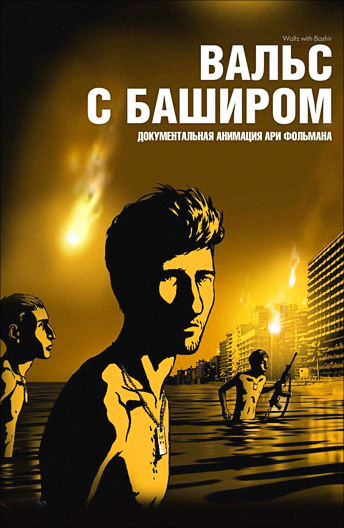 Waltz with Bashir
ВАЛЬС
С БАШИРОМ
ДОКУМЕНТАЛЬНАЯ АНИМАЦИЯ АРИ ФОЛЬМАНА